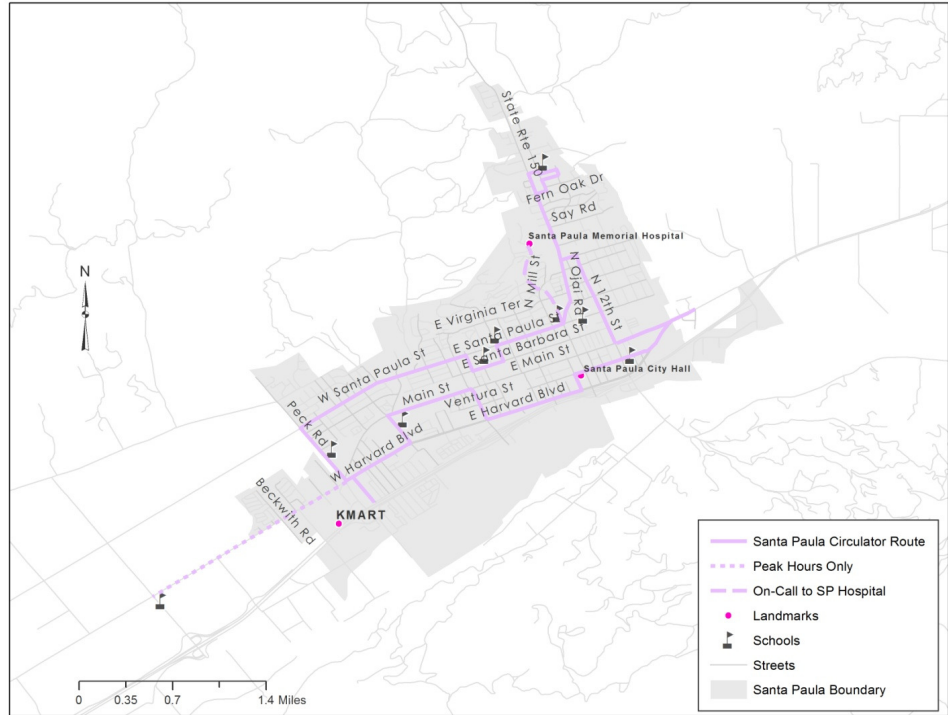 State Rte 150
Fern Oak Dr
Say Rd
Santa Paula Memorial Hospital
N
N Mill St
N Ojai Rd
N 12th St
E Virginia Ter
E Santa Paula St
E Santa Barbara St
W Santa Paula St
E Main St
Santa Paula City Hall
Main St
Ventura St
E Harvard Blvd
Peck Rd
W Harvard Blvd
Beckwith Rd
KMART
Santa Paula Circulator Route
Peak Hours Only
On-Call to SP Hospital
Landmarks
Schools
Streets
Santa Paula Boundary
0 0.35 0.7 1.4 Miles